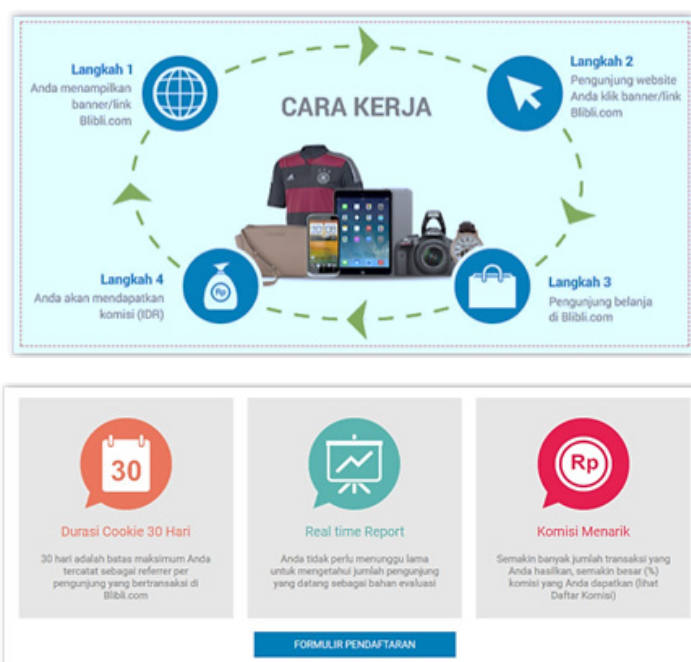 Langkah 1
Anda menampilkan
banner/link
Blibli.com
CARA KERJA
Langkah 2
Pengunjung website
Anda klik banner/link
Blibli.com
Langkah 4
Anda akan mendapatkan
komisi (IDR)
Rp
Langkah 3
Pengunjung belanja
di Blibli.com
30
Durasi Cookie 30 Hari
30 hari adalah batas maksimum Anda
tercatat sebagai referrer per
pengunjung yang bertransaksi di
Blibli.com
Real time Report
Anda tidak perlu menunggu lama
untuk mengetahui jumlah pengunjung
yang datang sebagai bahan evaluasi
Rp
Komisi Menarik
Semakin banyak jumlah transaksi yang
Anda hasilkan, semakin besar (%)
komisi yang Anda dapatkan (lihat
Daftar Komisi)
FORMULIR PENDAFTARAN